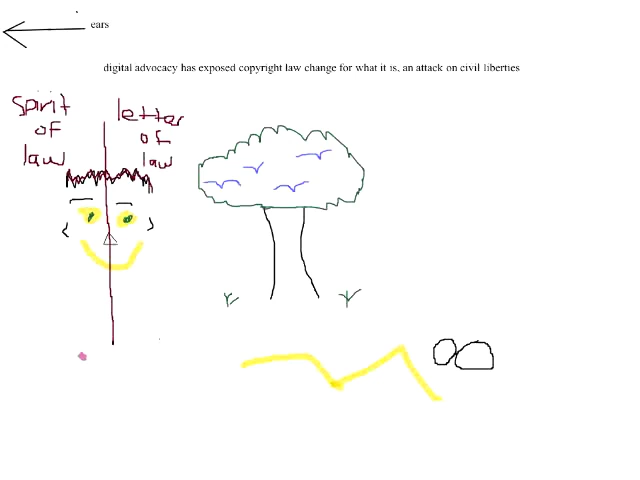 ears
digital advocacy has exposed copyright law change for what it is, an attack on civil liberties
spirit
of
law
letter
of
law